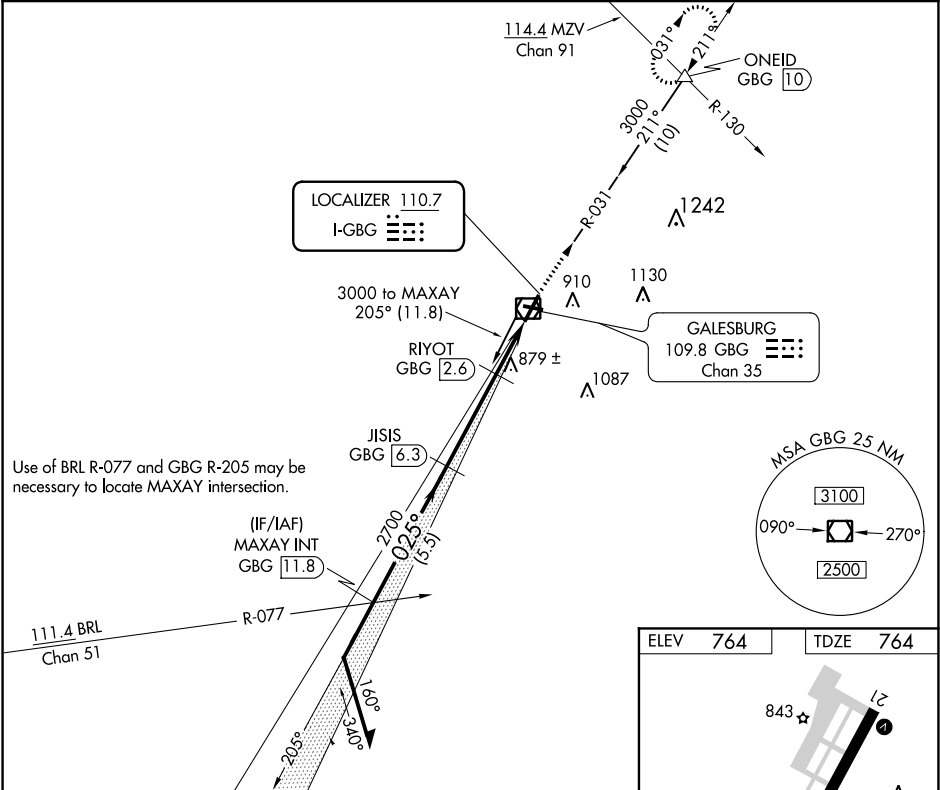 114.4 MZV
Chan 91
031°
211°
ONEID
GBG 10
3000
211°
(10)
R-130
R-031
LOCALIZER 110.7
I-GBG
1242
3000 to MAXAY
205° (11.8)
910
1130
RIYOT
GBG 2.6
879 ±
1087
GALESBURG
109.8 GBG
Chan 35
JISIS
GBG 6.3
Use of BRL R-077 and GBG R-205 may be
necessary to locate MAXAY intersection.
MSA GBG 25 NM
3100
090°
270°
2500
(IF/IAF)
MAXAY INT
GBG 11.8
2700
025°
(5.5)
R-077
111.4 BRL
Chan 51
160°
340°
205°
ELEV 764
TDZE 764
21
843
V